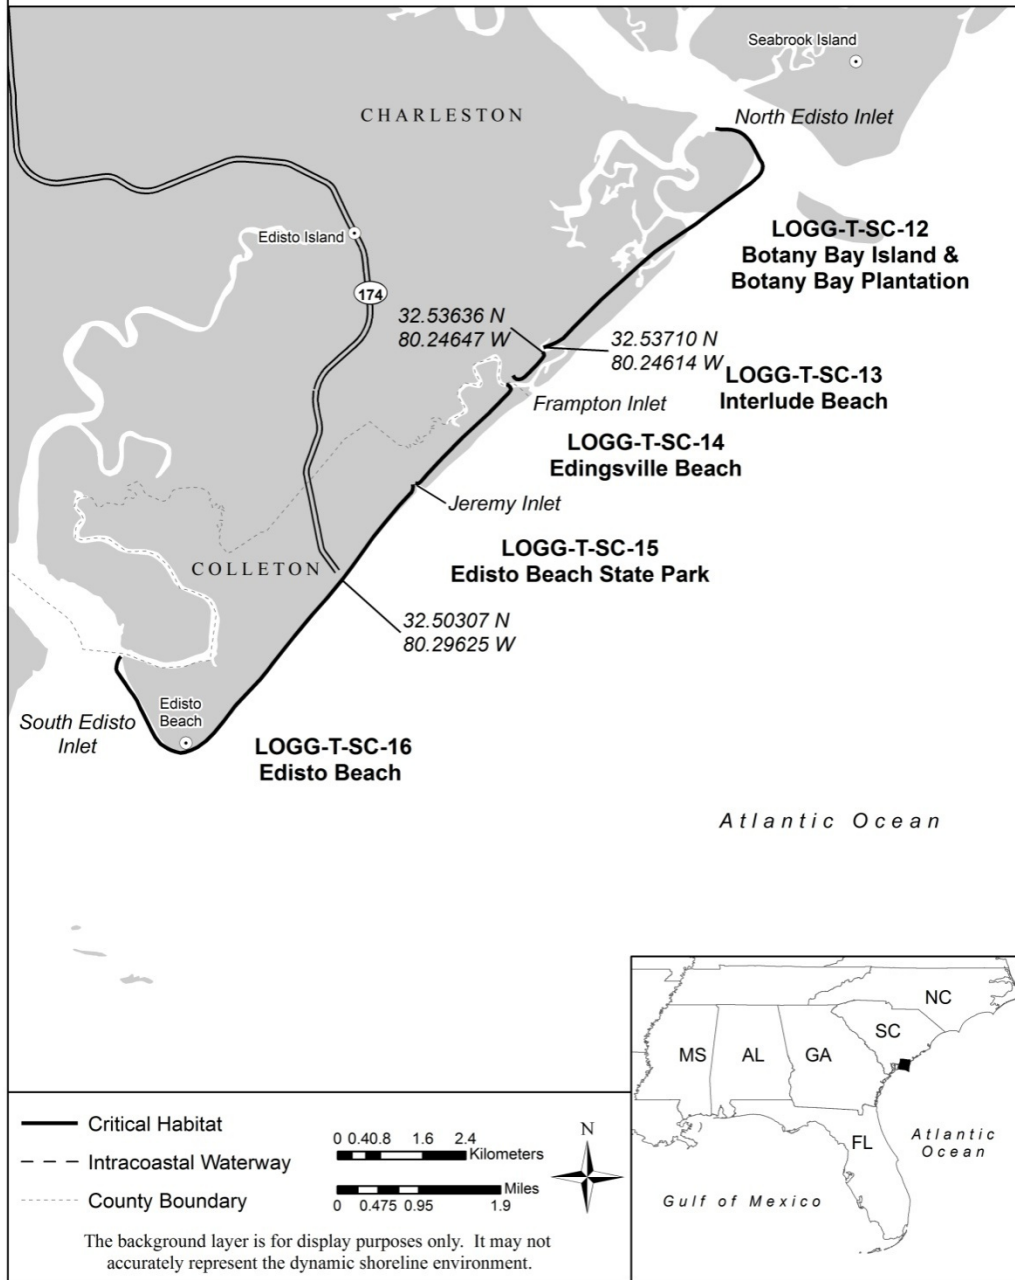 Seabrook Island
CHARLESTON
North Edisto Inlet
Edisto Island
LOGG-T-SC-12
Botany Bay Island &
Botany Bay Plantation
174
32.53636 N
80.24647 W
32.53710 N
80.24614 W
LOGG-T-SC-13
Interlude Beach
Frampton Inlet
LOGG-T-SC-14
Edingsville Beach
Jeremy Inlet
LOGG-T-SC-15
Edisto Beach State Park
COLLETON
32.50307 N
80.29625 W
Edisto
Beach
South Edisto
Inlet
LOGG-T-SC-16
Edisto Beach
Atlantic Ocean
NC
SC
MS
AL
GA
FL
Atlantic
Ocean
Gulf of Mexico
Critical Habitat
Intracoastal Waterway
County Boundary
0 0.40.8 1.6 2.4
Kilometers
Miles
0 0.475 0.95 1.9
N
The background layer is for display purposes only. It may not
accurately represent the dynamic shoreline environment.